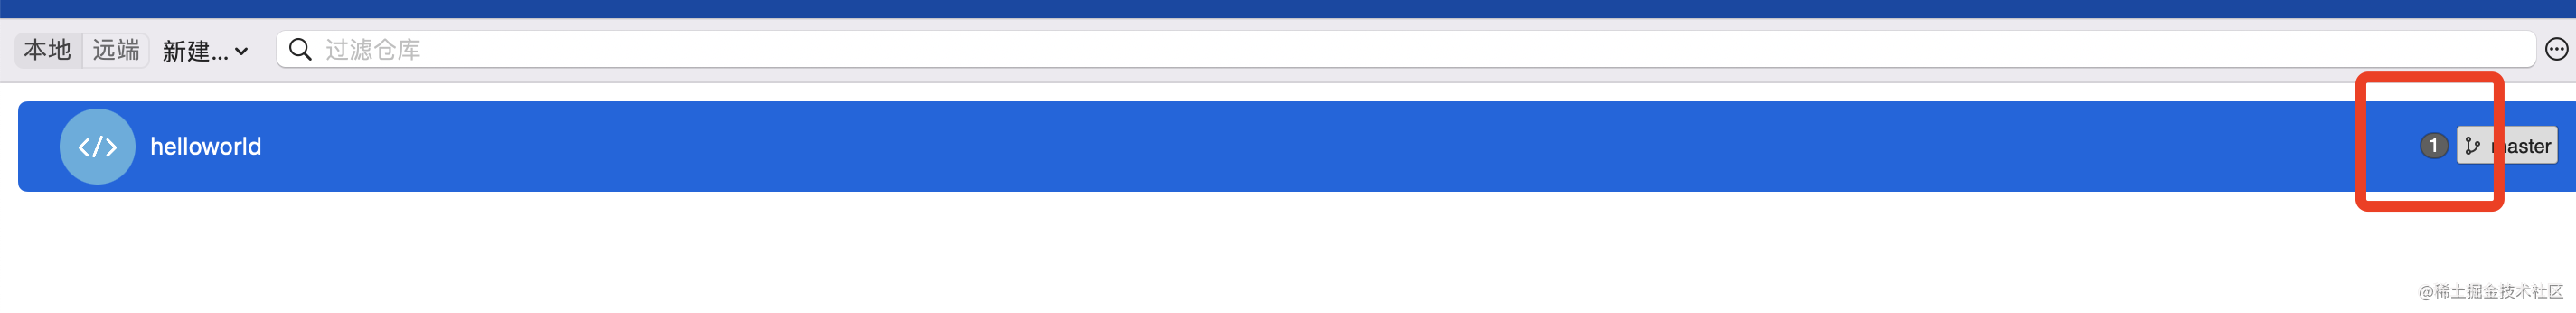 本地 远端 新建... 过滤仓库
</> helloworld 1 master
@稀土掘金技术社区